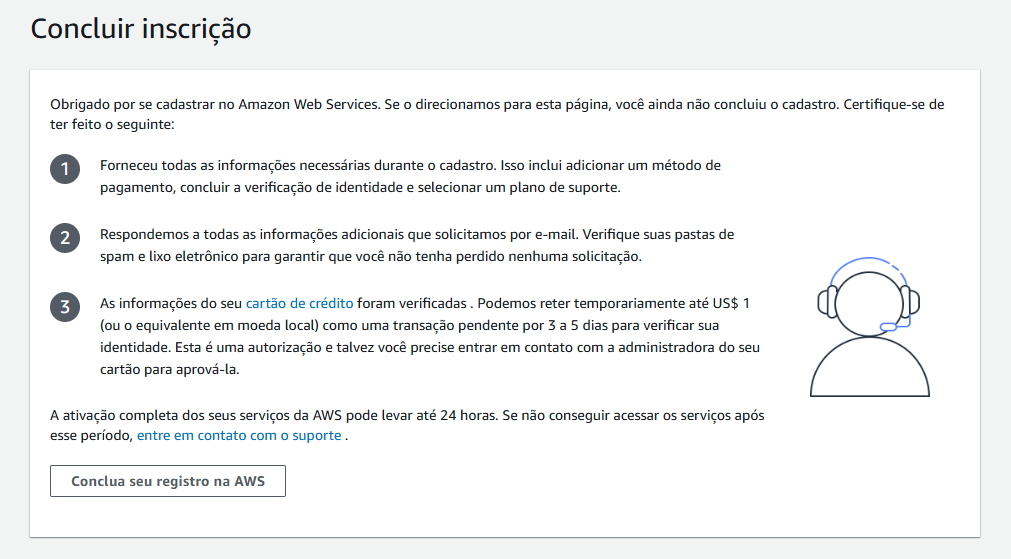 Concluir inscrição
Obrigado por se cadastrar no Amazon Web Services. Se o direcionamos para esta página, você ainda não concluiu o cadastro. Certifique-se de
ter feito o seguinte:
1 Forneceu todas as informações necessárias durante o cadastro. Isso inclui adicionar um método de
pagamento, concluir a verificação de identidade e selecionar um plano de suporte.
2 Respondemos a todas as informações adicionais que solicitamos por e-mail. Verifique suas pastas de
spam e lixo eletrônico para garantir que você não tenha perdido nenhuma solicitação.
3 As informações do seu cartão de crédito foram verificadas . Podemos reter temporariamente até US$ 1
(ou o equivalente em moeda local) como uma transação pendente por 3 a 5 dias para verificar sua
identidade. Esta é uma autorização e talvez você precise entrar em contato com a administradora do seu
cartão para aprová-la.
A ativação completa dos seus serviços da AWS pode levar até 24 horas. Se não conseguir acessar os serviços após
esse período, entre em contato com o suporte .
Conclua seu registro na AWS